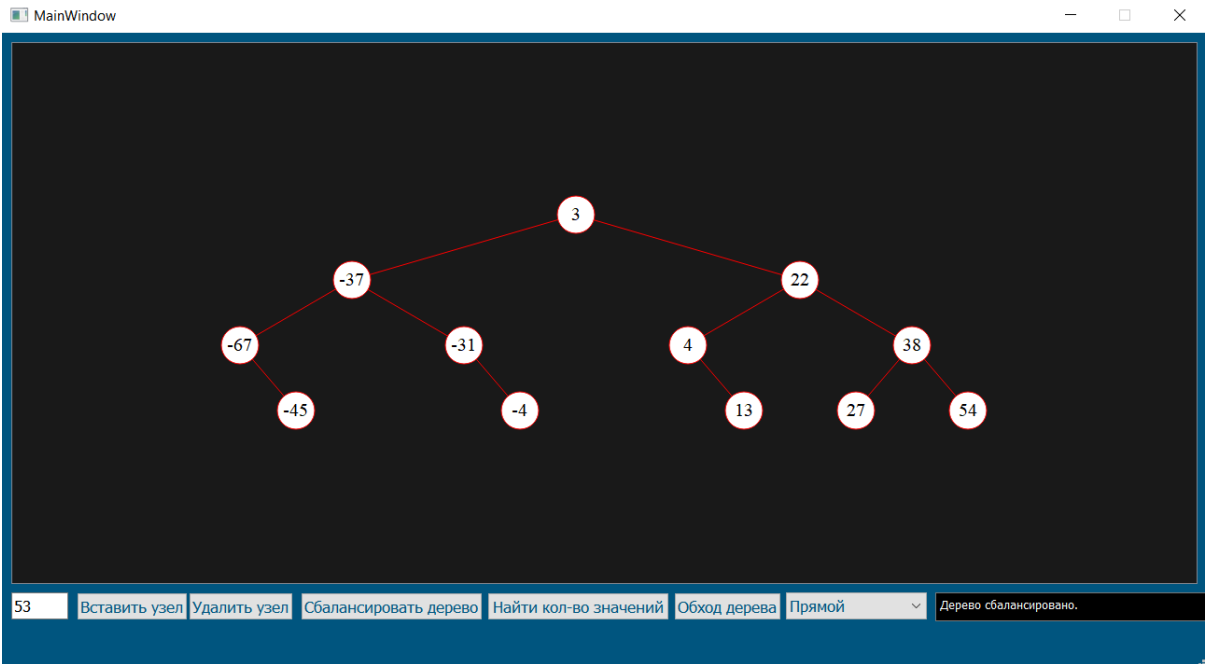 MainWindow
3
-37 22
-67 -31 4 38
-45 -4 13 27 54
53 Вставить узел Удалить узел Сбалансировать дерево Найти кол-во значений Обход дерева Прямой Дерево сбалансировано.